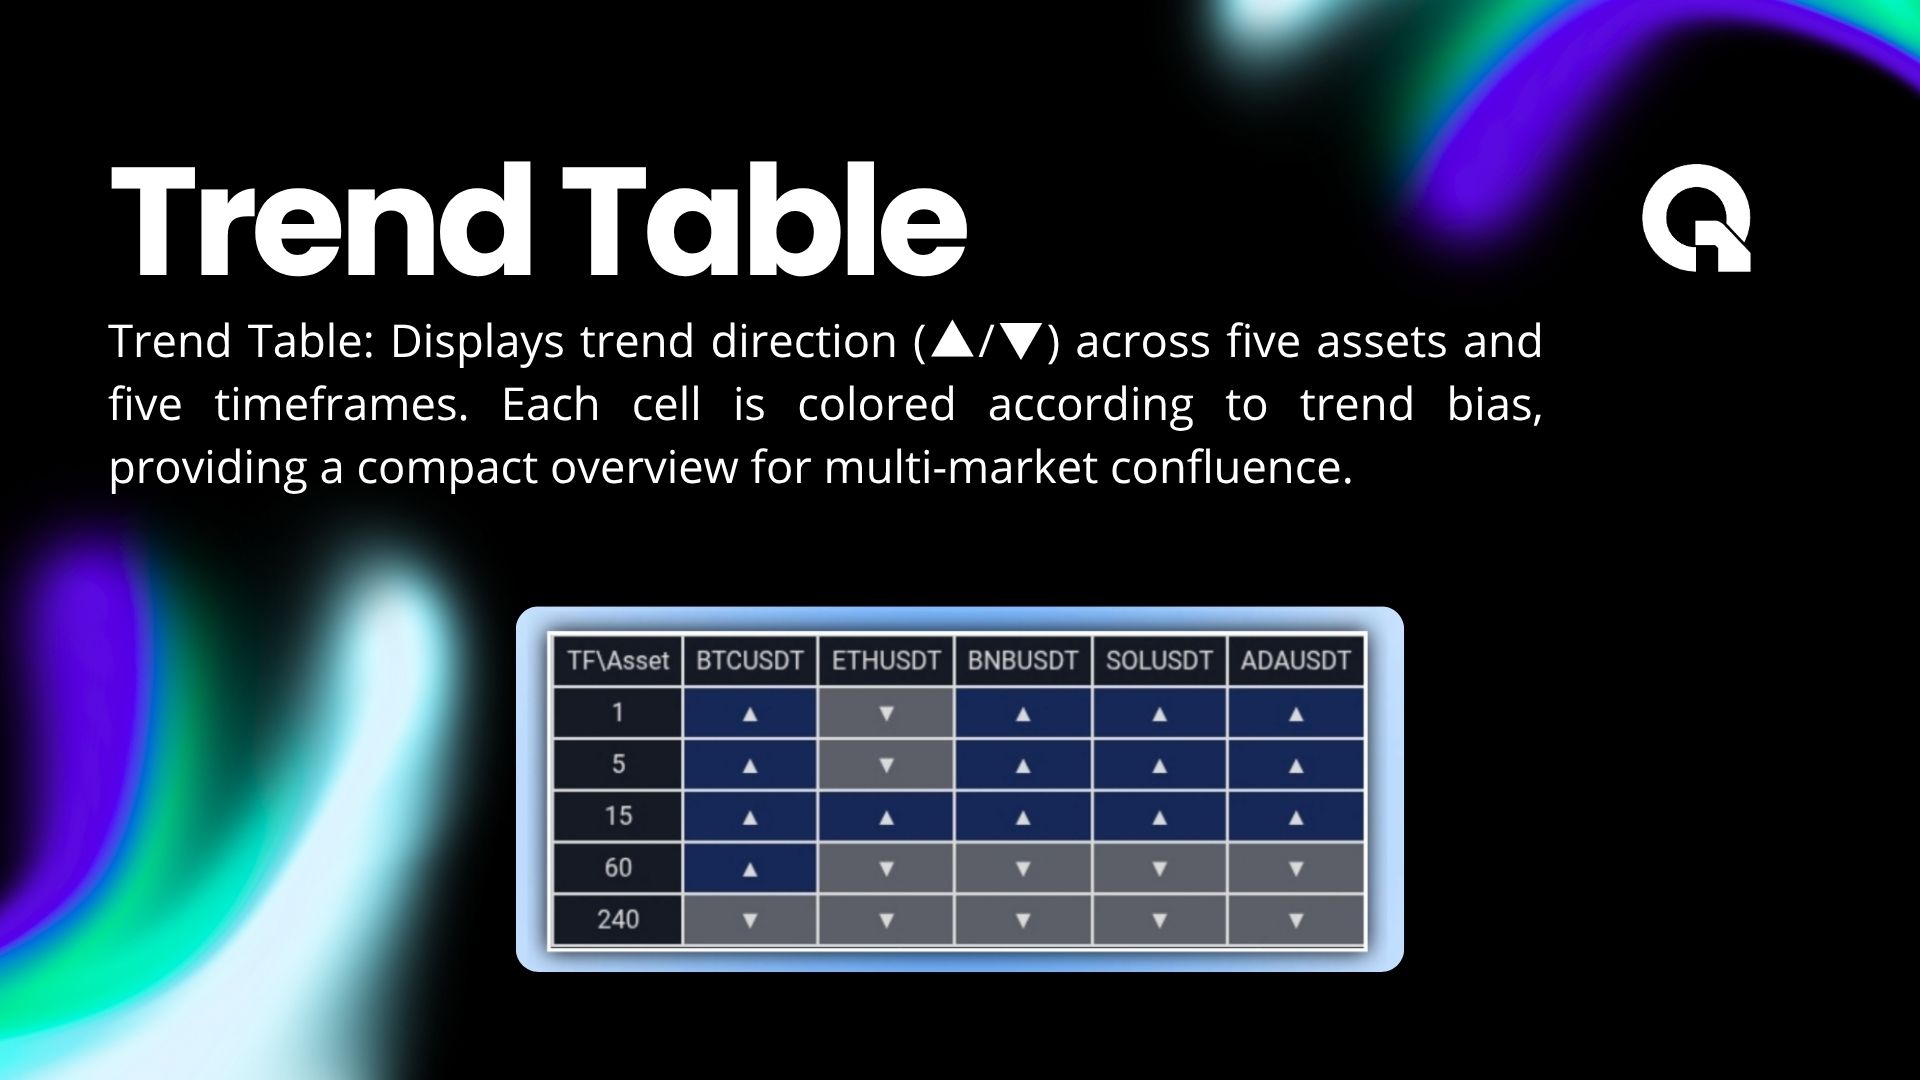 Trend Table
Trend Table: Displays trend direction (▲/▼) across five assets and
five timeframes. Each cell is colored according to trend bias,
providing a compact overview for multi-market confluence.
TF\Asset BTCUSDT ETHUSDT BNBUSDT SOLUSDT ADAUSDT
1 ▲ ▼ ▲ ▲ ▲
5 ▲ ▼ ▲ ▲ ▲
15 ▲ ▲ ▲ ▲ ▲
60 ▲ ▼ ▼ ▼ ▼
240 ▼ ▼ ▼ ▼ ▼